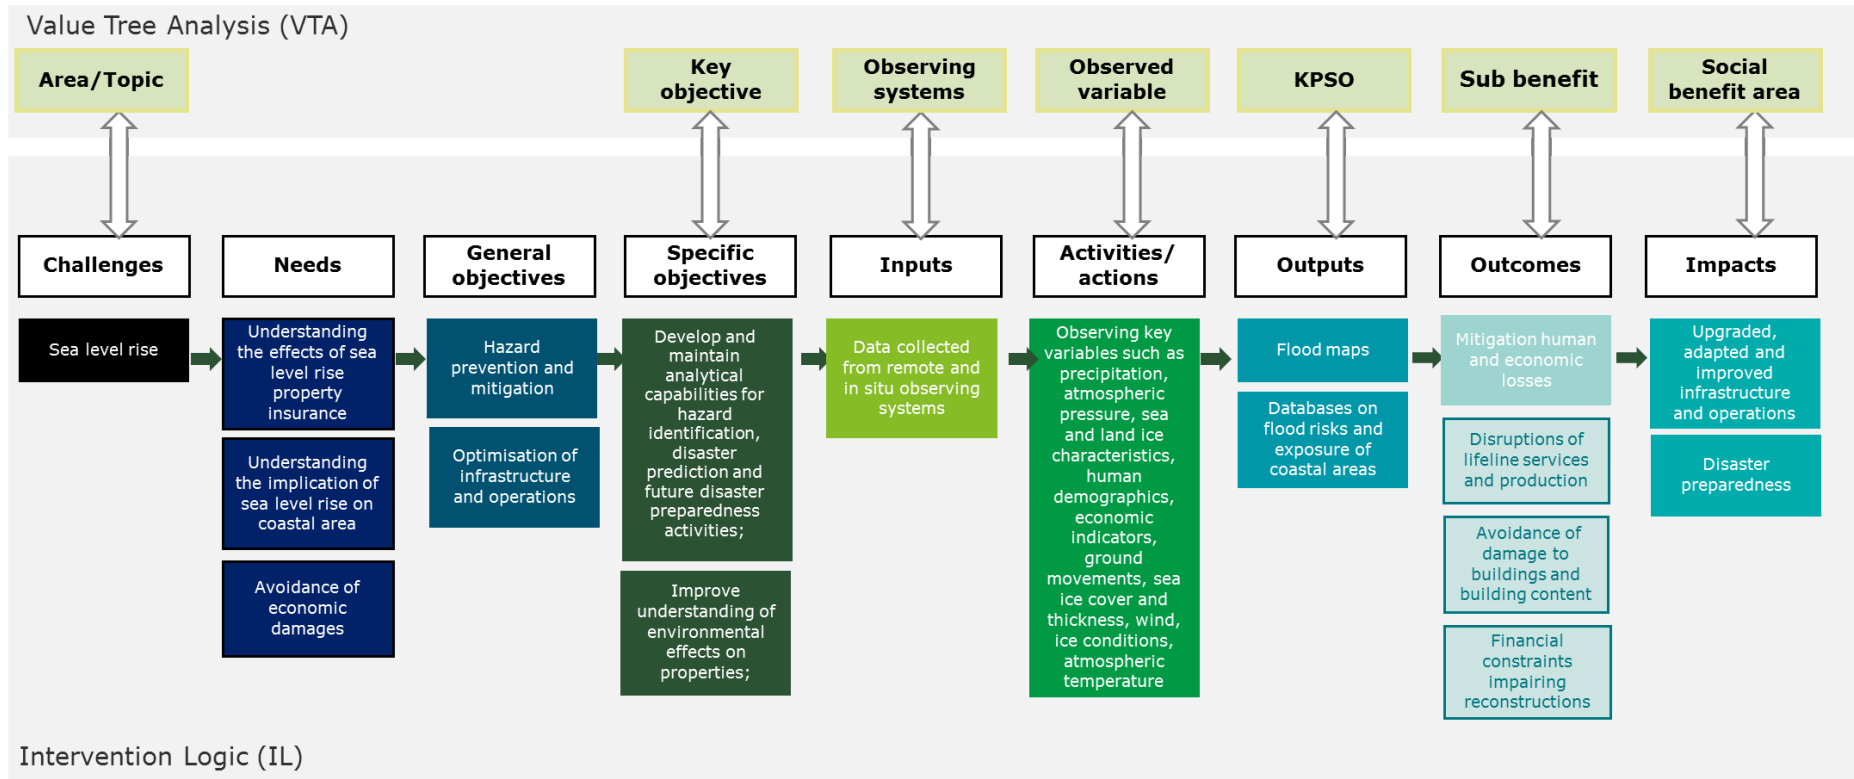 Value Tree Analysis (VTA)
Area/Topic
Key
objective
Observing
systems
Observed
variable
KPSO
Sub benefit
Social
benefit area
Challenges
Needs
General
objectives
Specific
objectives
Inputs
Activities/
actions
Outputs
Outcomes
Impacts
Sea level rise
Understanding
the effects of sea
level rise
property
insurance
Understanding
the implication of
sea level rise on
coastal area
Avoidance of
economic
damages
Hazard
prevention and
mitigation
Optimisation of
infrastructure
and operations
Develop and
maintain
analytical
capabilities for
hazard
identification,
disaster
prediction and
future disaster
preparedness
activities;
Improve
understanding of
environmental
effects on
properties;
Data collected
from remote and
in situ observing
systems
Observing key
variables such as
precipitation,
atmospheric
pressure, sea
and land ice
characteristics,
human
demographics,
economic
indicators,
ground
movements, sea
ice cover and
thickness, wind,
ice conditions,
atmospheric
temperature
Flood maps
Databases on
flood risks and
exposure of
coastal areas
Mitigation human
and economic
losses
Disruptions of
lifeline services
and production
Avoidance of
damage to
buildings and
building content
Financial
constraints
impairing
reconstructions
Upgraded,
adapted and
improved
infrastructure
and operations
Disaster
preparedness
Intervention Logic (IL)